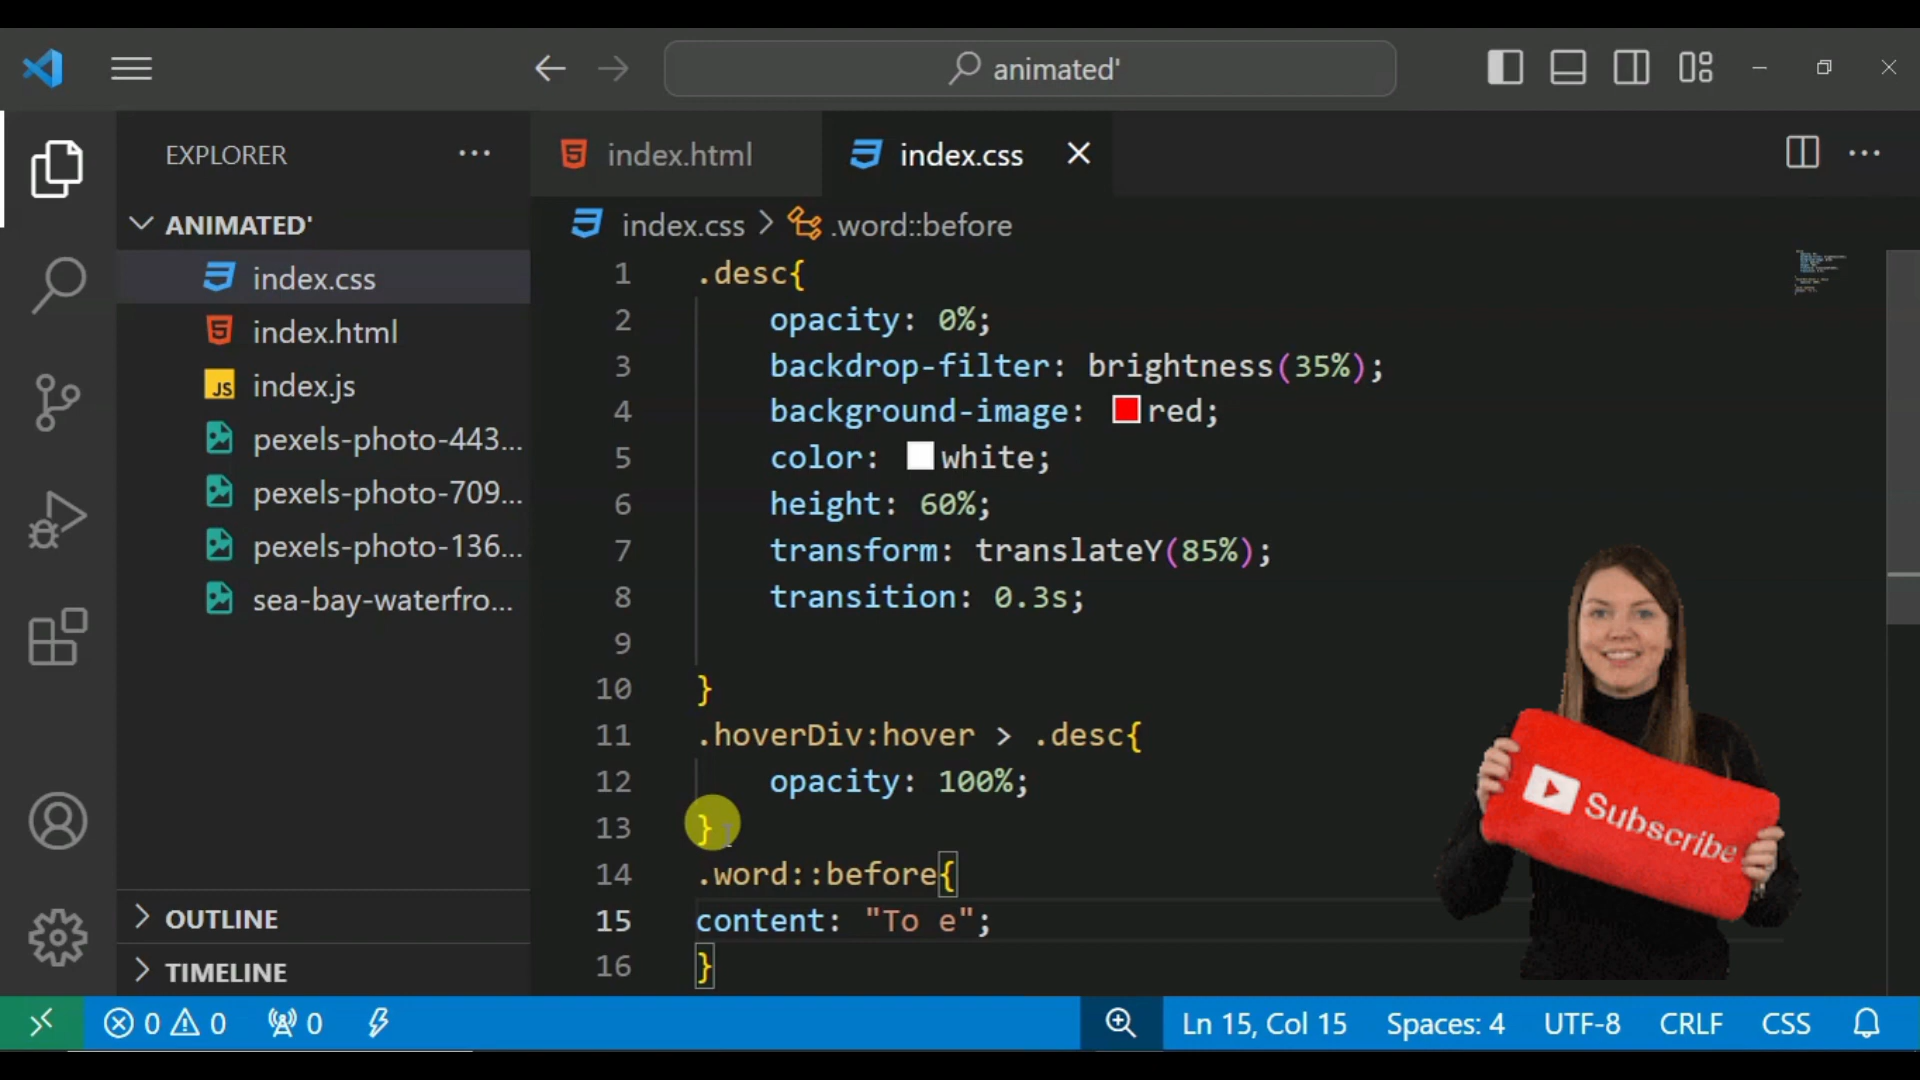 animated'
EXPLORER
ANIMATED'
index.css
index.html
JS index.js
pexels-photo-443...
pexels-photo-709...
pexels-photo-136...
sea-bay-waterfro...
OUTLINE
TIMELINE
index.html
index.css
index.css > .word::before
1 .desc{
2 opacity: 0%;
3 backdrop-filter: brightness(35%);
4 background-image: red;
5 color: white;
6 height: 60%;
7 transform: translateY(85%);
8 transition: 0.3s;
9
10 }
11 .hoverDiv:hover > .desc{
12 opacity: 100%;
13 }
14 .word::before{
15 content: "To e";
16 }
Subscribe
0 0 0
Ln 15, Col 15
Spaces: 4
UTF-8
CRLF
CSS